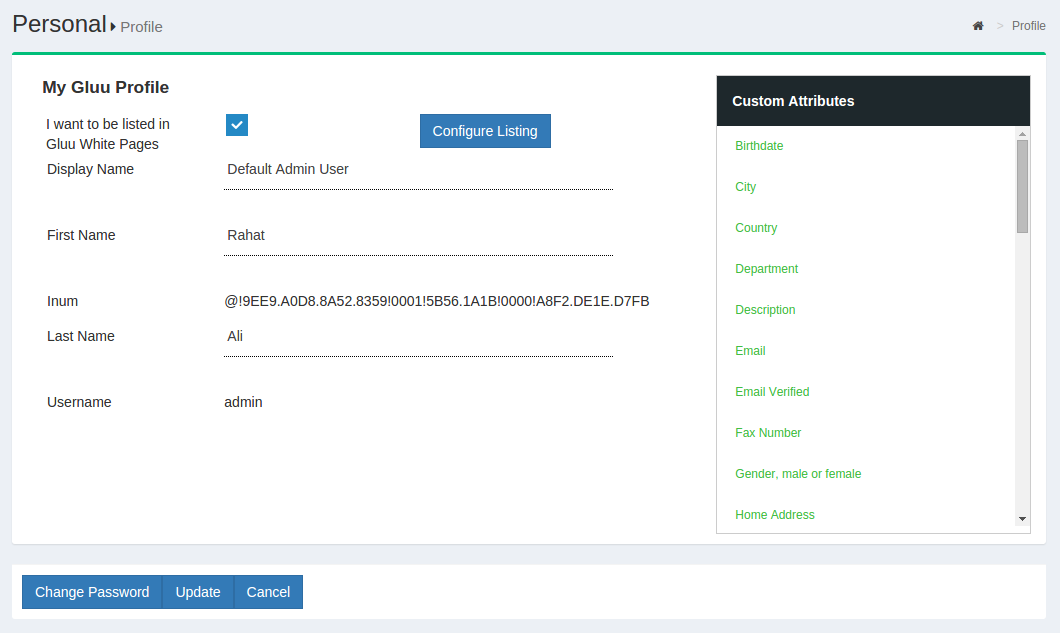 Personal Profile
> Profile
My Gluu Profile
I want to be listed in
Gluu White Pages
Configure Listing
Display Name Default Admin User
First Name Rahat
Inum @!9EE9.A0D8.8A52.8359!0001!5B56.1A1B!0000!A8F2.DE1E.D7FB
Last Name Ali
Username admin
Custom Attributes
Birthdate
City
Country
Department
Description
Email
Email Verified
Fax Number
Gender, male or female
Home Address
Change Password Update Cancel